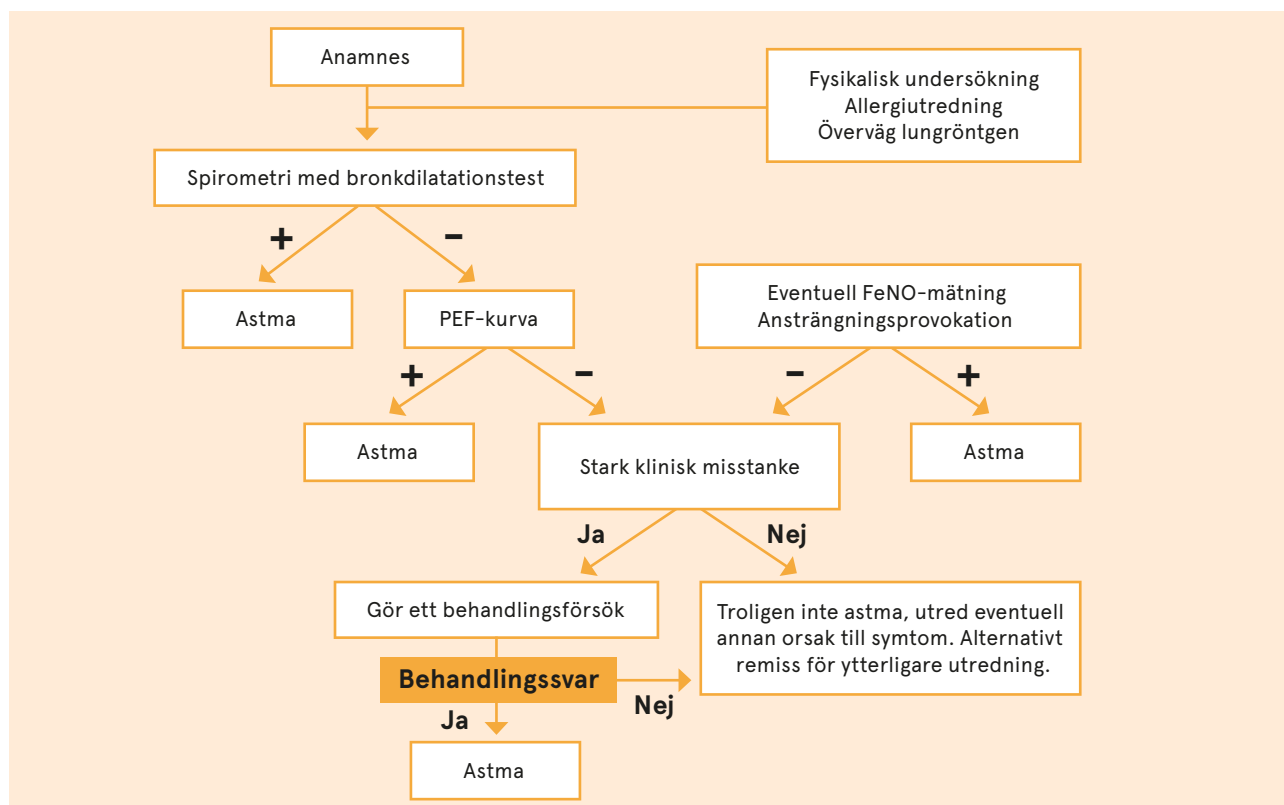 Anamnes
Fysikalisk undersökning
Allergiutredning
Överväg lungröntgen
Spirometri med bronkdilatationstest
+
–
Astma
PEF-kurva
Eventuell FeNO-mätning
Ansträngningsprovokation
+
–
–
+
Astma
Stark klinisk misstanke
Astma
Ja
Nej
Gör ett behandlingsförsök
Troligen inte astma, utred eventuell
annan orsak till symtom. Alternativt
remiss för ytterligare utredning.
Behandlingssvar
Nej
Ja
Astma